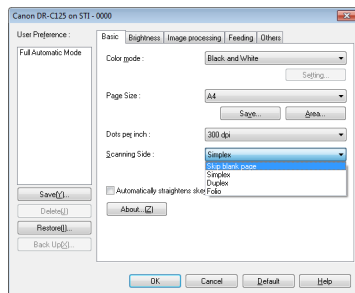 Canon DR-C125 on STI - 0000
User Preference :
Full Automatic Mode
Save(Y)...
Delete(J)
Restore(I)...
Back Up(X)...
Basic
Brightness
Image processing
Feeding
Others
Color mode :
Black and White
Setting...
Page Size :
A4
Save...
Area...
Dots per inch :
300 dpi
Scanning Side :
Simplex
Skip blank page
Simplex
Duplex
Folio
Automatically straightens
About...(Z)
OK
Cancel
Default
Help